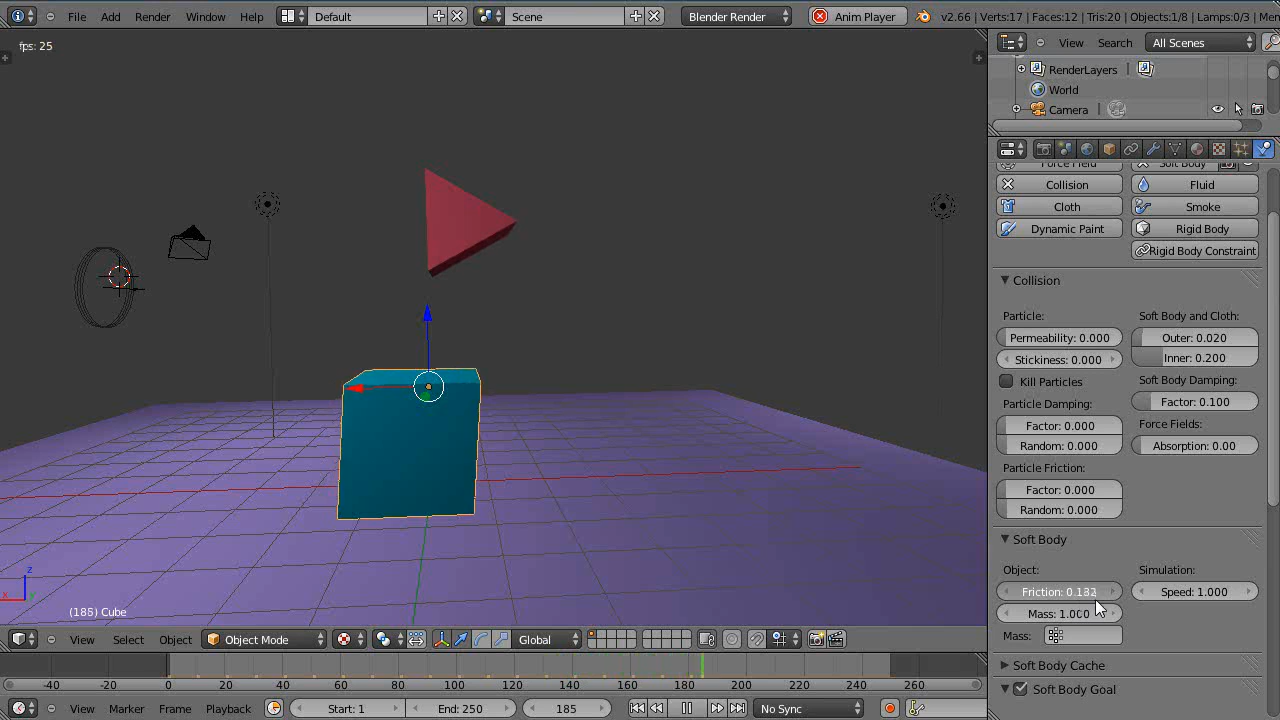 File Add Render Window Help Default Scene Blender Render Anim Player v2.66 | Verts:17 | Faces:12 | Tris:20 | Objects:1/8 | Lamps:0/3 |
fps: 25
View Search All Scenes
RenderLayers
World
Camera
Collision Fluid
Cloth Smoke
Dynamic Paint Rigid Body
Rigid Body Constraint
Collision
Particle: Soft Body and Cloth:
Permeability: 0.000 Outer: 0.020
Stickiness: 0.000 Inner: 0.200
Kill Particles Soft Body Damping:
Particle Damping: Factor: 0.100
Factor: 0.000 Force Fields:
Random: 0.000 Absorption: 0.00
Particle Friction:
Factor: 0.000
Random: 0.000
Soft Body
Object: Simulation:
Friction: 0.182 Speed: 1.000
Mass: 1.000
Mass:
Soft Body Cache
Soft Body Goal
z
x y
(185) Cube
View Select Object Object Mode Global
-40 -20 0 20 40 60 80 100 120 140 160 180 200 220 240 260
View Marker Frame Playback Start: 1 End: 250 185 No Sync